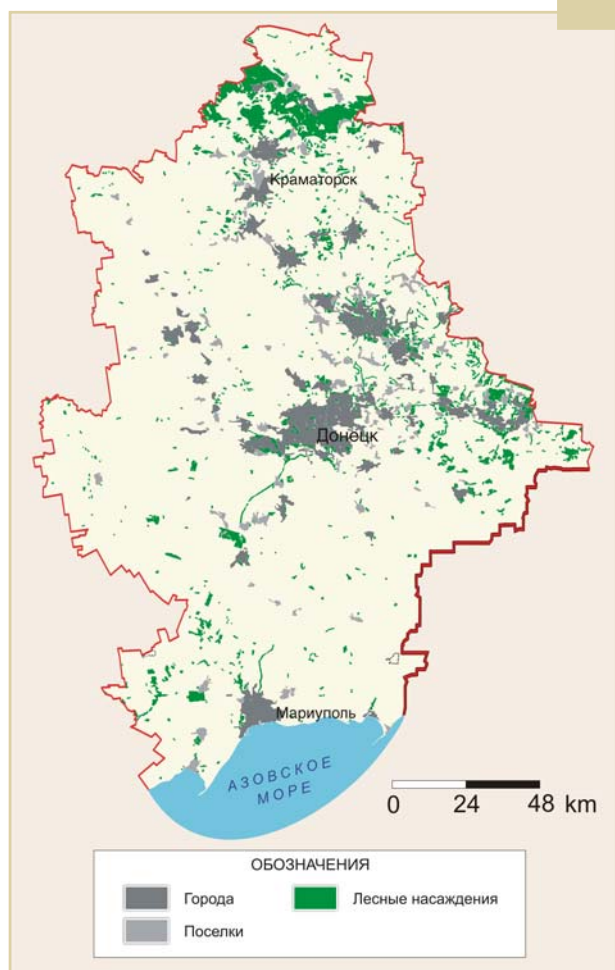 Краматорск
Донецк
Мариуполь
АЗОВСКОЕ
МОРЕ
0 24 48 km
ОБОЗНАЧЕНИЯ
Города
Лесные насаждения
Поселки